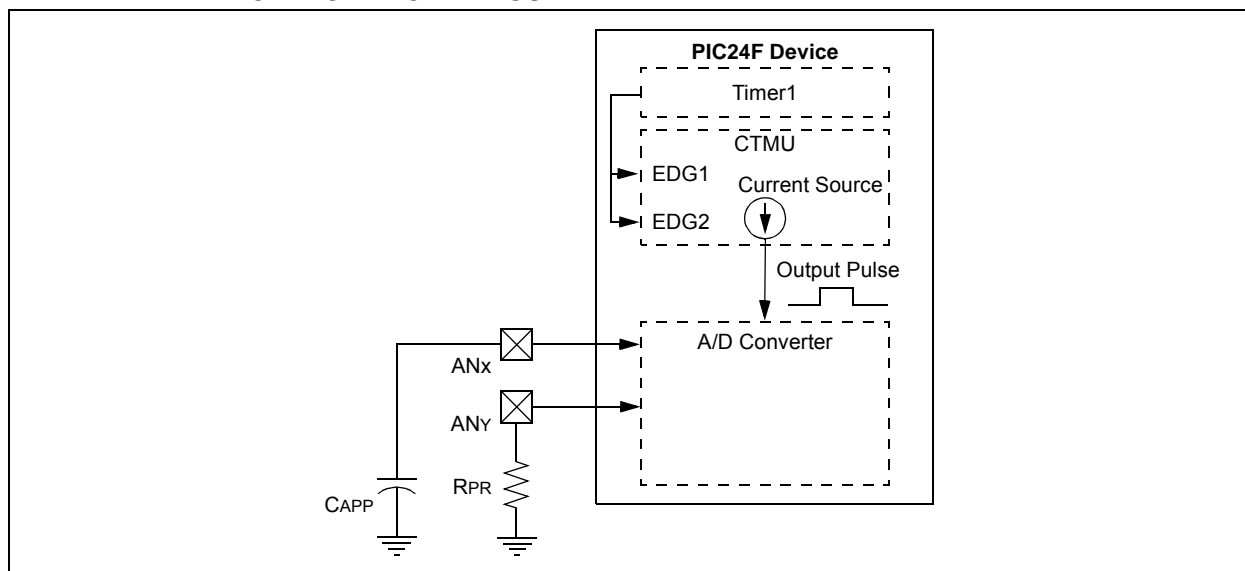 PIC24F Device
Timer1
CTMU
EDG1
Current Source
EDG2
Output Pulse
A/D Converter
ANx
ANY
RPR
CAPP